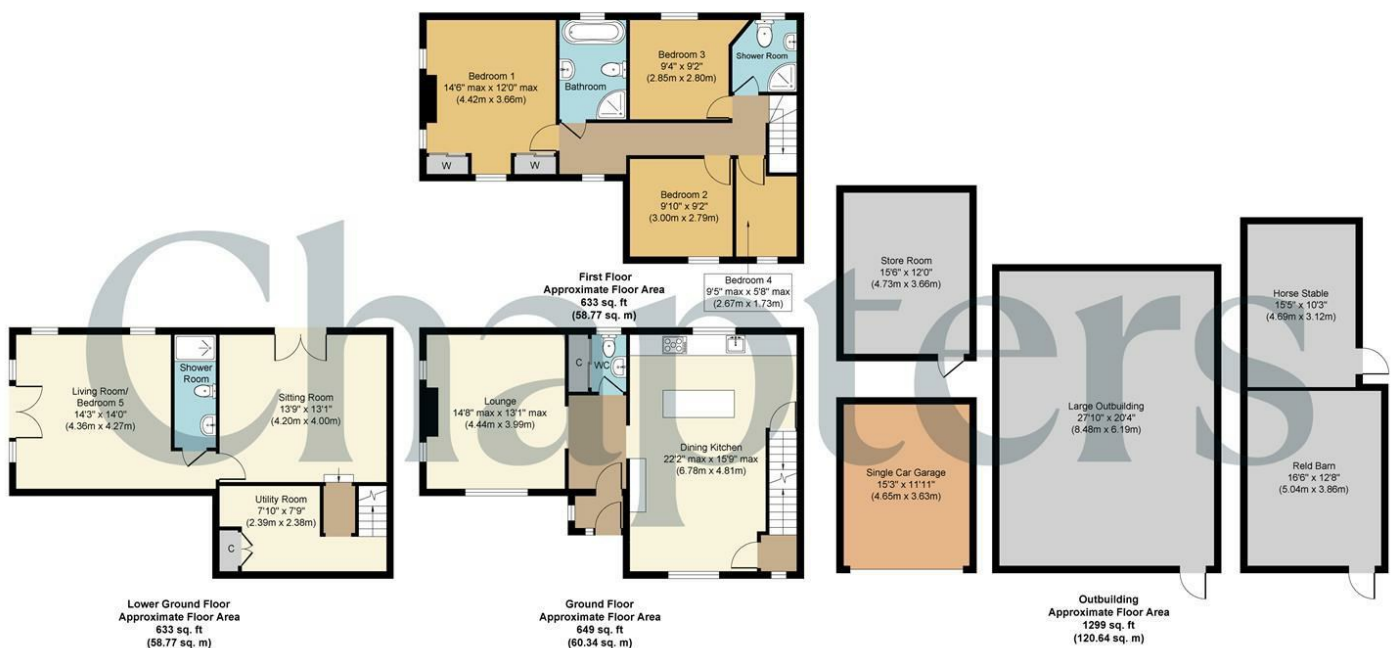 Bedroom 1
14'6" max x 12'0" max
(4.42m x 3.66m)
W
W
Bathroom
Bedroom 3
9'4" x 9'2"
(2.85m x 2.80m)
Shower Room
Bedroom 2
9'10" x 9'2"
(3.00m x 2.79m)
Bedroom 4
9'5" max x 5'8" max
(2.67m x 1.73m)
First Floor
Approximate Floor Area
633 sq. ft
(58.77 sq. m)
Chapters
Living Room/
Bedroom 5
14'3" x 14'0"
(4.36m x 4.27m)
Shower
Room
Sitting Room
13'9" x 13'1"
(4.20m x 4.00m)
Utility Room
7'10" x 7'9"
(2.39m x 2.38m)
C
Lower Ground Floor
Approximate Floor Area
633 sq. ft
(58.77 sq. m)
Lounge
14'8" max x 13'1" max
(4.44m x 3.99m)
C
WC
Dining Kitchen
22'2" max x 15'9" max
(6.78m x 4.81m)
Ground Floor
Approximate Floor Area
649 sq. ft
(60.34 sq. m)
Store Room
15'6" x 12'0"
(4.73m x 3.66m)
Single Car Garage
15'3" x 11'11"
(4.65m x 3.63m)
Large Outbuilding
27'10" x 20'4"
(8.48m x 6.19m)
Horse Stable
15'5" x 10'3"
(4.69m x 3.12m)
Reld Barn
16'6" x 12'8"
(5.04m x 3.86m)
Outbuilding
Approximate Floor Area
1299 sq. ft
(120.64 sq. m)